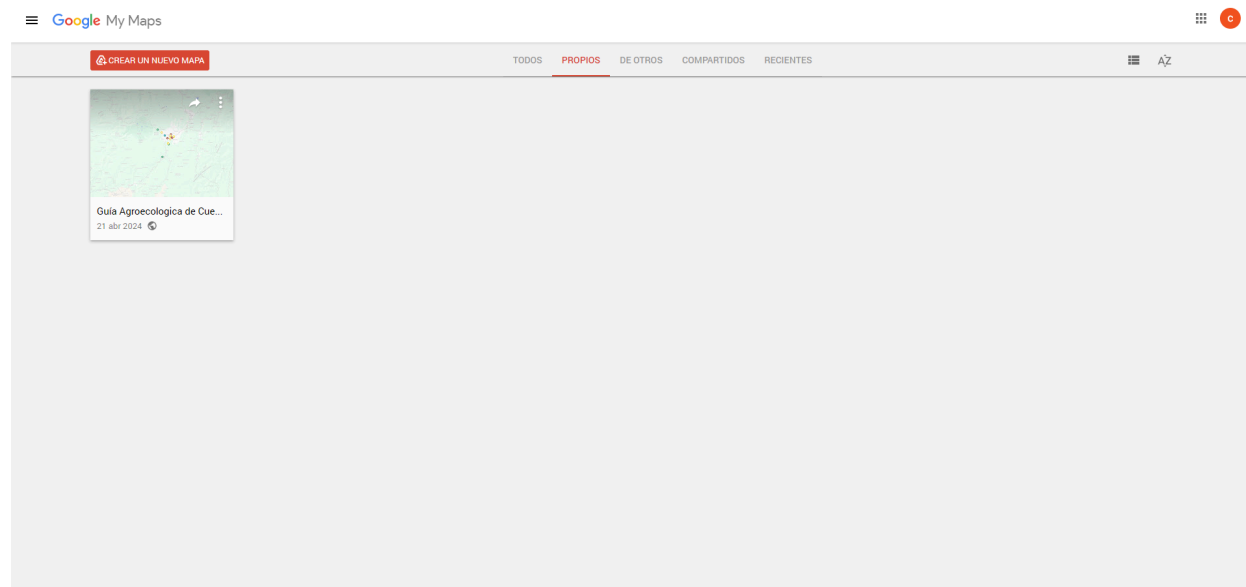 Google My Maps
C
CREAR UN NUEVO MAPA
TODOS PROPIOS DE OTROS COMPARTIDOS RECIENTES
AZ
Guía Agroecologica de Cue...
21 abr 2024